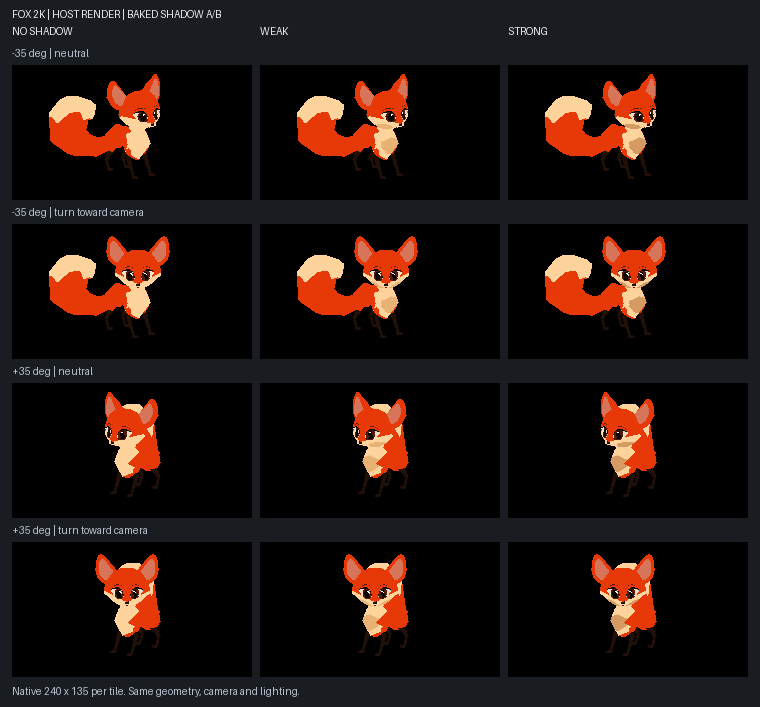 FOX 2K | HOST RENDER | BAKED SHADOW A/B
NO SHADOW WEAK STRONG
-35 deg | neutral
-35 deg | turn toward camera
+35 deg | neutral
+35 deg | turn toward camera
Native 240 x 135 per tile. Same geometry, camera and lighting.